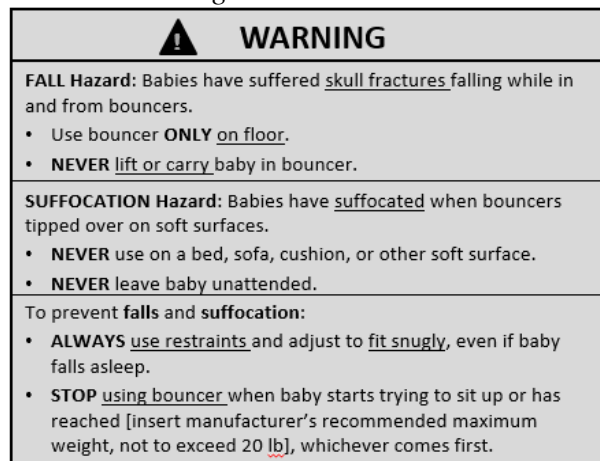 WARNING
FALL Hazard: Babies have suffered skull fractures falling while in
and from bouncers.
• Use bouncer ONLY on floor.
• NEVER lift or carry baby in bouncer.
SUFFOCATION Hazard: Babies have suffocated when bouncers
tipped over on soft surfaces.
• NEVER use on a bed, sofa, cushion, or other soft surface.
• NEVER leave baby unattended.
To prevent falls and suffocation:
• ALWAYS use restraints and adjust to fit snugly, even if baby
falls asleep.
• STOP using bouncer when baby starts trying to sit up or has
reached [insert manufacturer’s recommended maximum
weight, not to exceed 20 lb], whichever comes first.